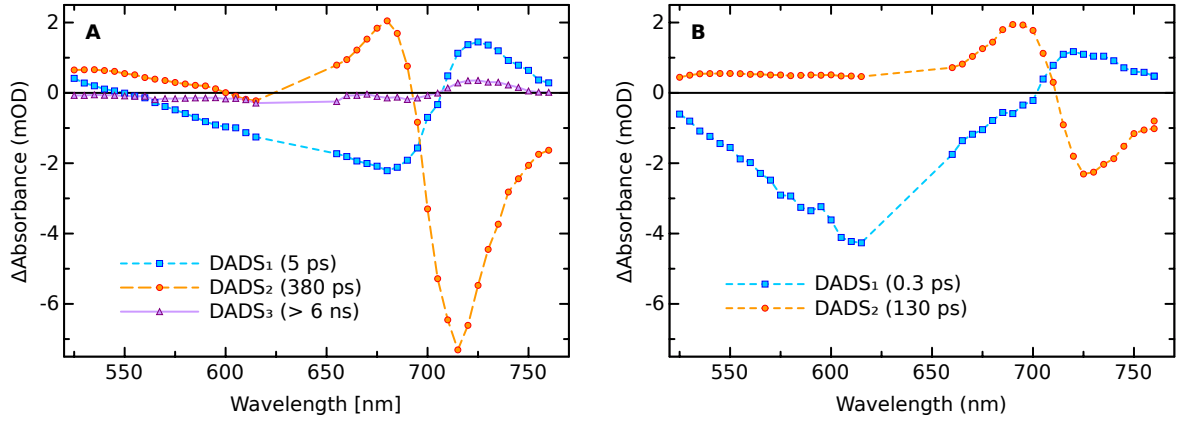 A
2
0
-2
-4
-6
ΔAbsorbance (mOD)
DADS₁ (5 ps)
DADS₂ (380 ps)
DADS₃ (> 6 ns)
550
600
650
700
750
Wavelength [nm]
B
2
0
-2
-4
-6
ΔAbsorbance (mOD)
DADS₁ (0.3 ps)
DADS₂ (130 ps)
550
600
650
700
750
Wavelength (nm)